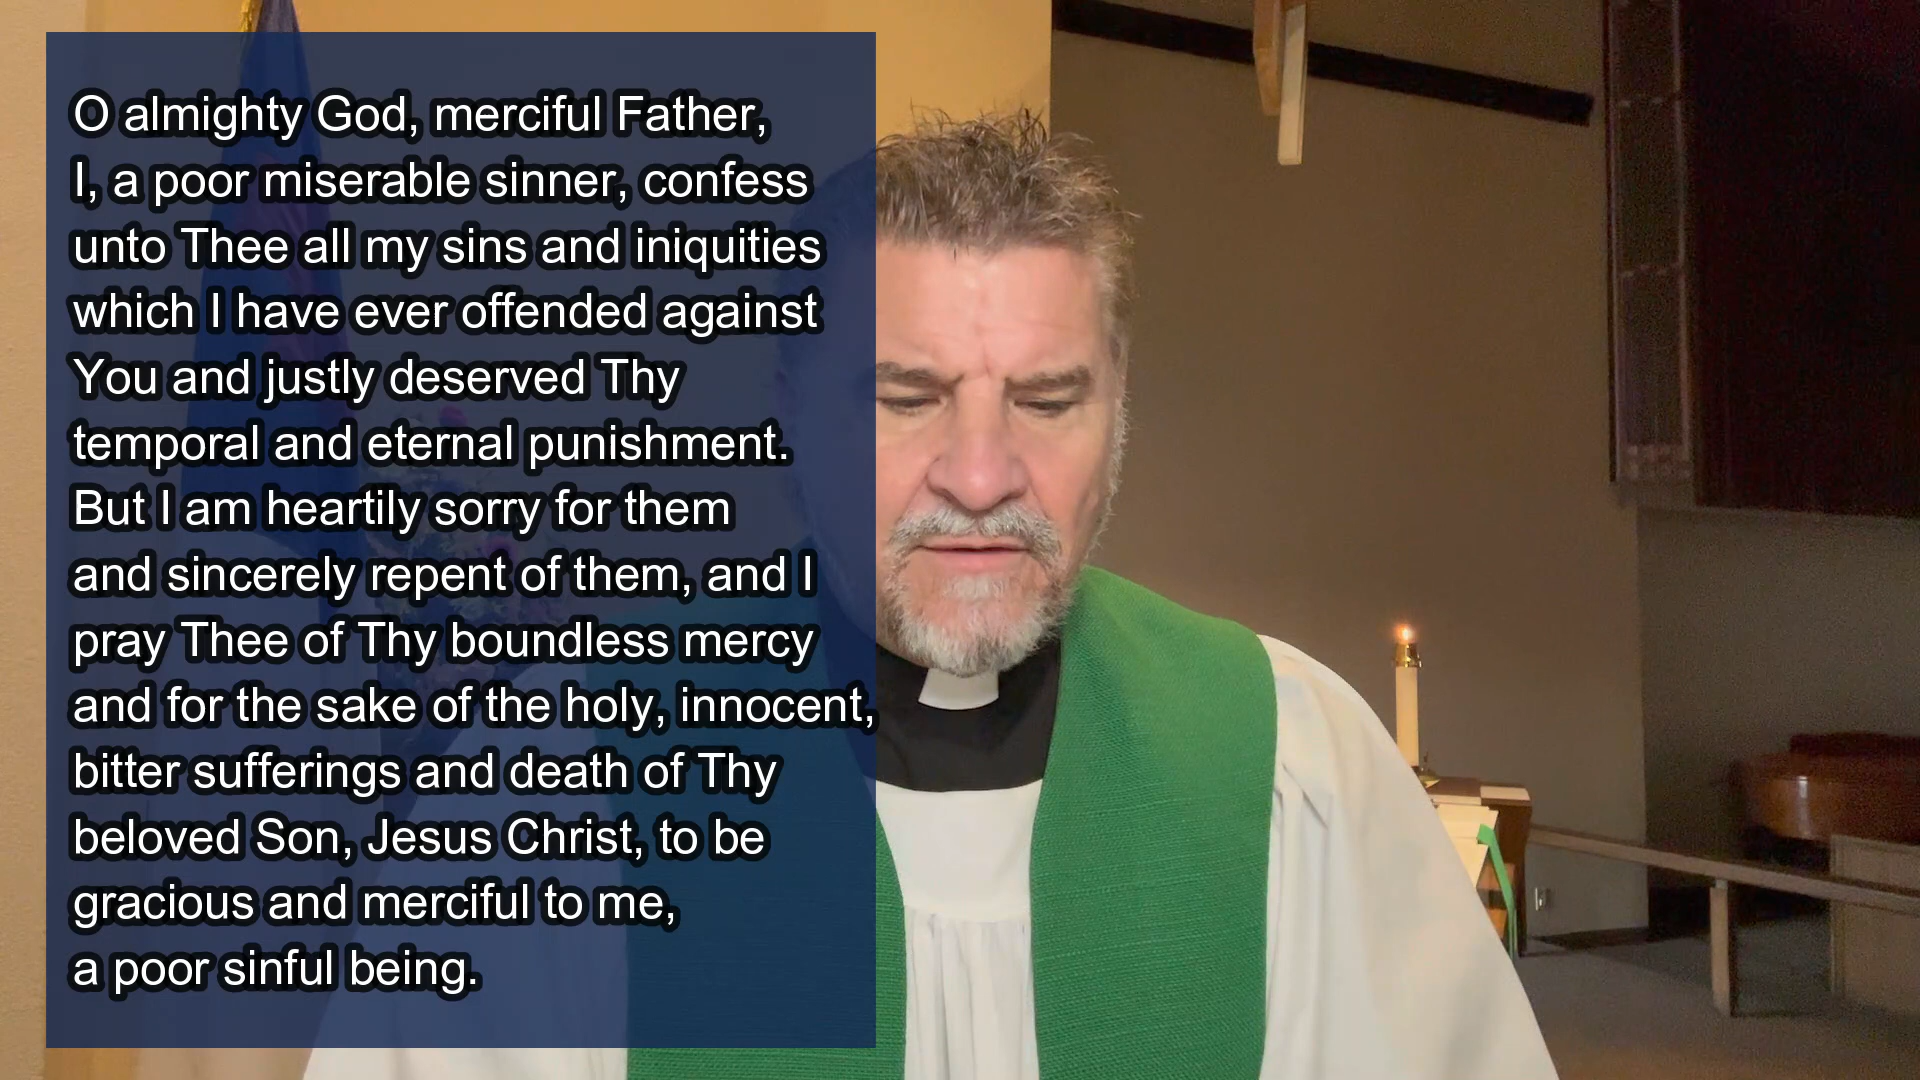 O almighty God, merciful Father,
I, a poor miserable sinner, confess
unto Thee all my sins and iniquities
which I have ever offended against
You and justly deserved Thy
temporal and eternal punishment.
But I am heartily sorry for them
and sincerely repent of them, and I
pray Thee of Thy boundless mercy
and for the sake of the holy, innocent,
bitter sufferings and death of Thy
beloved Son, Jesus Christ, to be
gracious and merciful to me,
a poor sinful being.